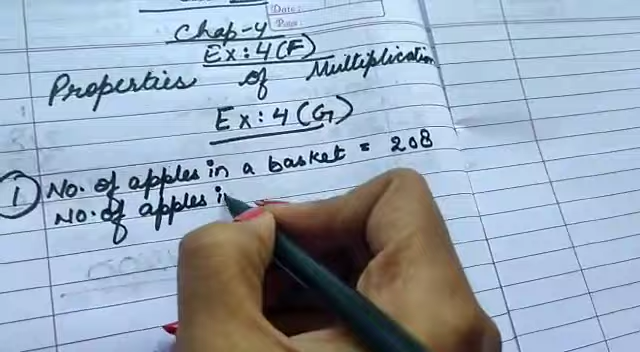 Date:
Page:
Chap-4
Ex: 4 (F)
Properties of Multiplication
Ex: 4 (G)
1 No. of apples in a basket = 208
No. of apples i